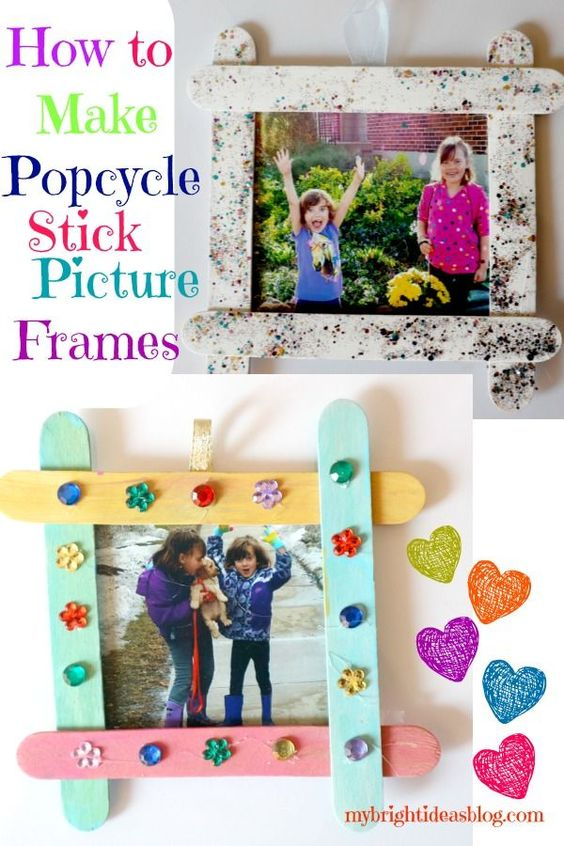 How to
Make
Popcycle
Stick
Picture
Frames
mybrightideasblog.com